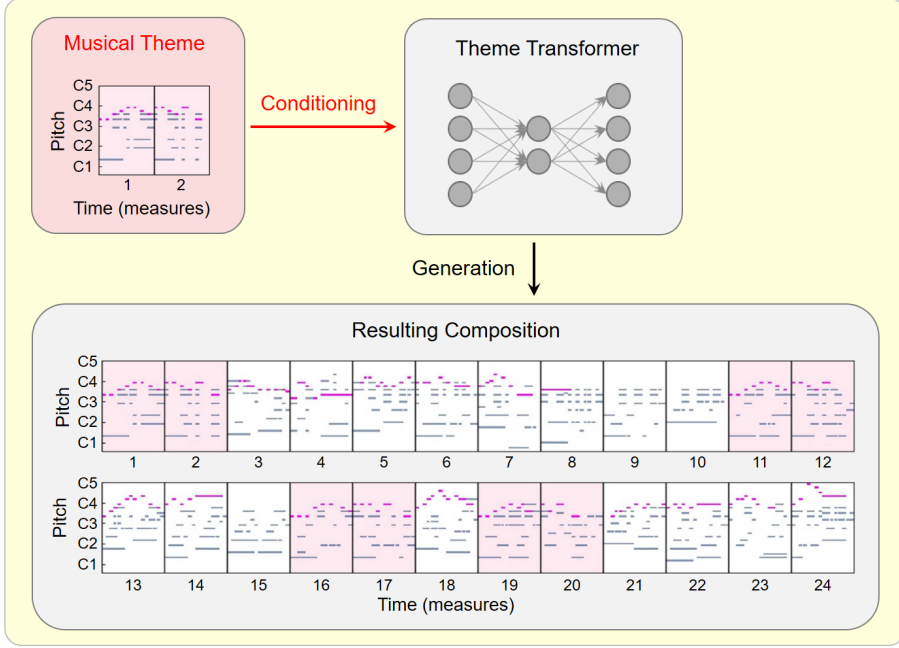 Musical Theme
C5
C4
C3
C2
C1
Pitch
1 2
Time (measures)
Conditioning
Theme Transformer
Generation
Resulting Composition
C5
C4
C3
C2
C1
Pitch
1 2 3 4 5 6 7 8 9 10 11 12
C5
C4
C3
C2
C1
Pitch
13 14 15 16 17 18 19 20 21 22 23 24
Time (measures)